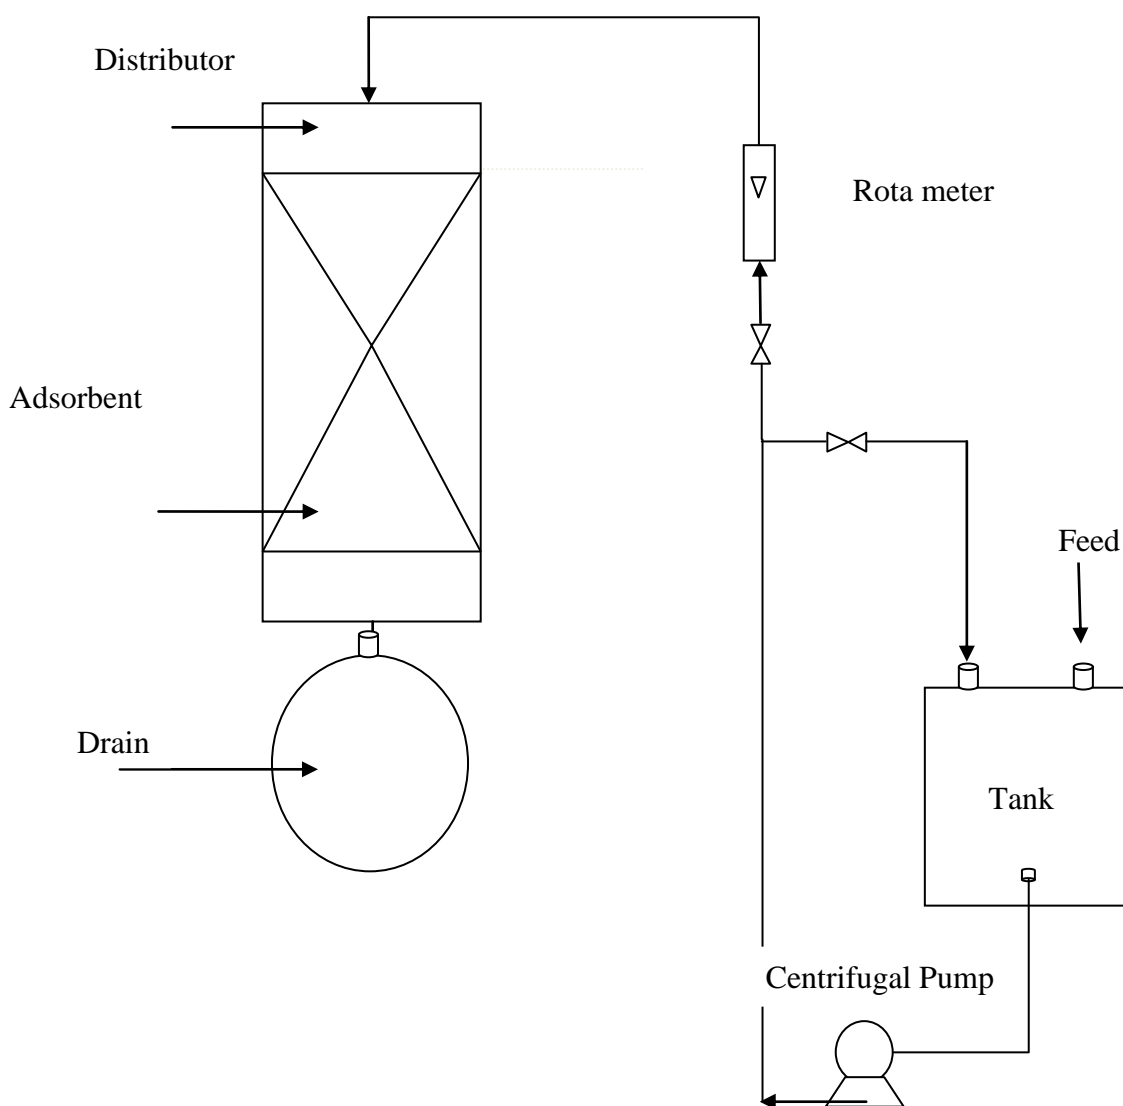 Distributor
Rota meter
Adsorbent
Feed
Drain
Tank
Centrifugal Pump